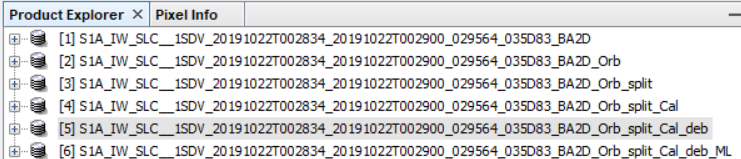 Product Explorer × Pixel Info
[1] S1A_IW_SLC__1SDV_20191022T002834_20191022T002900_029564_035D83_BA2D
[2] S1A_IW_SLC__1SDV_20191022T002834_20191022T002900_029564_035D83_BA2D_Orb
[3] S1A_IW_SLC__1SDV_20191022T002834_20191022T002900_029564_035D83_BA2D_Orb_split
[4] S1A_IW_SLC__1SDV_20191022T002834_20191022T002900_029564_035D83_BA2D_Orb_split_Cal
[5] S1A_IW_SLC__1SDV_20191022T002834_20191022T002900_029564_035D83_BA2D_Orb_split_Cal_deb
[6] S1A_IW_SLC__1SDV_20191022T002834_20191022T002900_029564_035D83_BA2D_Orb_split_Cal_deb_ML